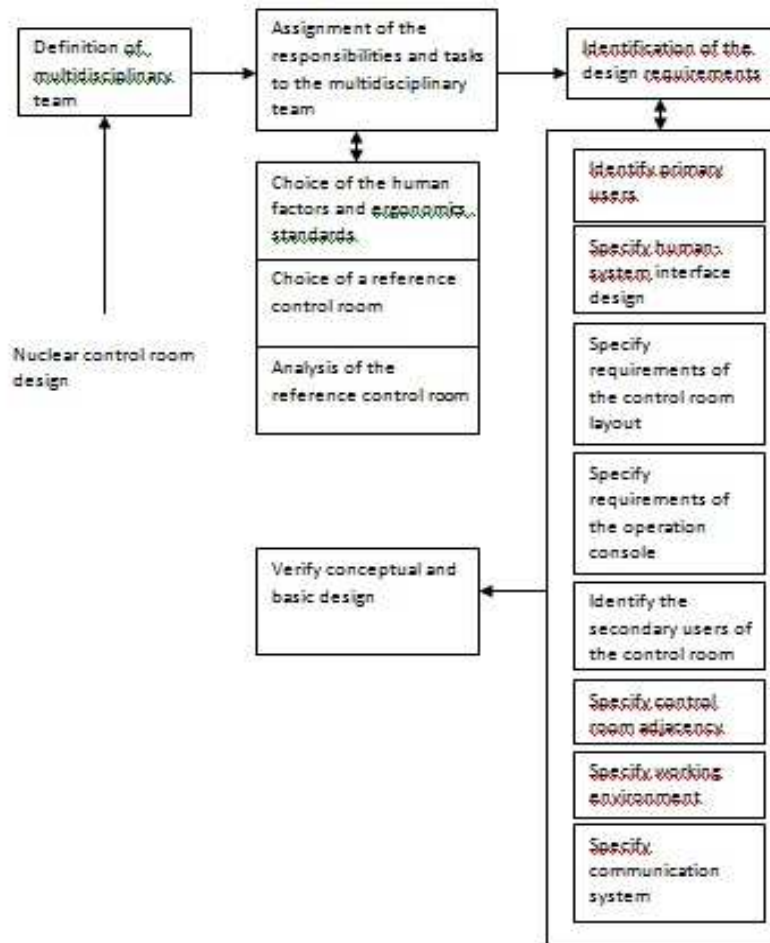 Definition of
multidisciplinary
team
Assignment of the
responsibilities and tasks
to the multidisciplinary
team
Identification of the
design requirements
Choice of the human
factors and ergonomics
standards
Choice of a reference
control room
Analysis of the
reference control room
Nuclear control room
design
Identify primary
users
Specify human-
system interface
design
Specify
requirements of
the control room
layout
Specify
requirements of
the operation
console
Identify the
secondary users of
the control room
Specify control
room adjacency
Specify working
environment
Specify
communication
system
Verify conceptual and
basic design